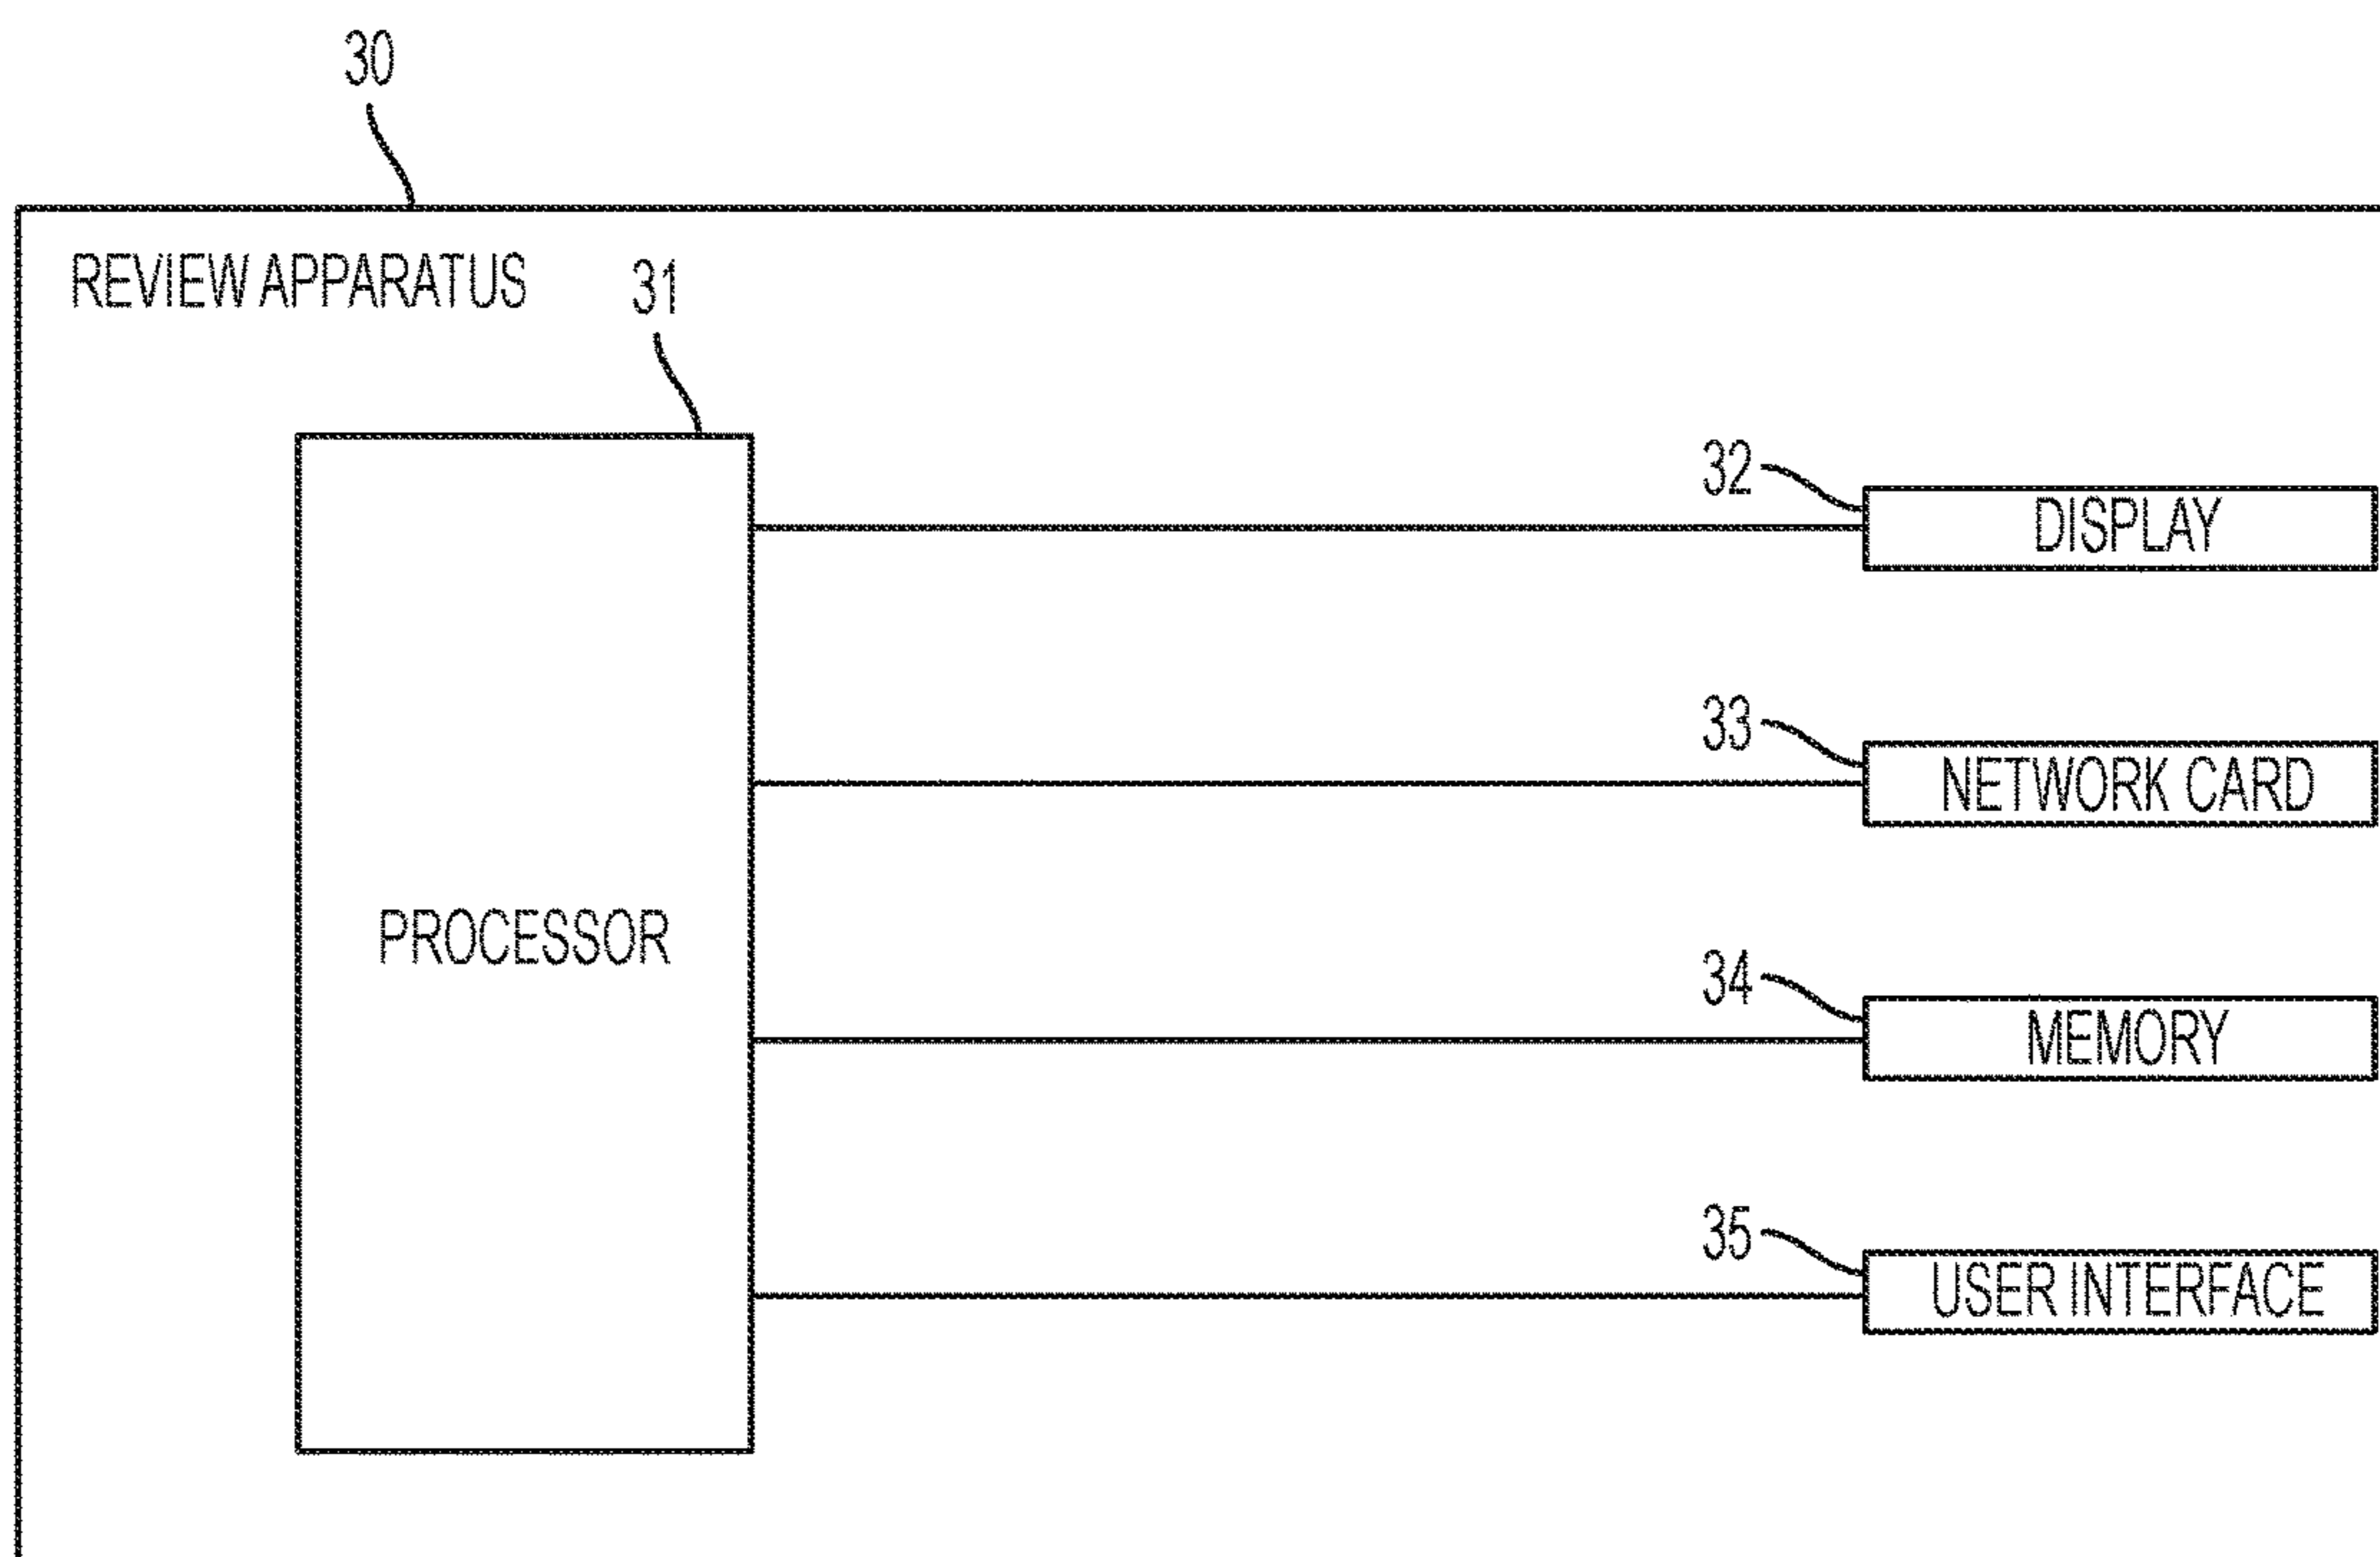 30
REVIEW APPARATUS
31
32
DISPLAY
33
NETWORK CARD
PROCESSOR
34
MEMORY
35
USER INTERFACE